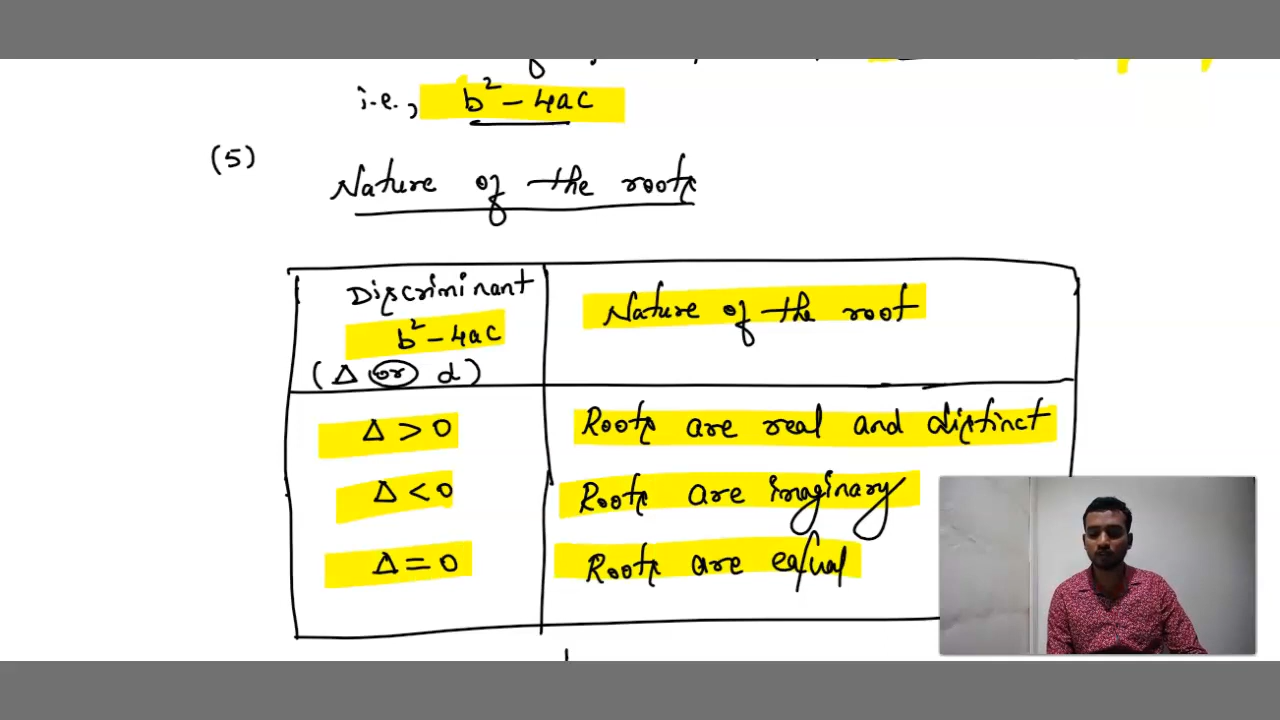 i.e., b² - 4ac
(5)
Nature of the roots
Discriminant
b² - 4ac
(Δ or d)
Nature of the root
Δ > 0
Roots are real and distinct
Δ < 0
Roots are imaginary
Δ = 0
Roots are equal